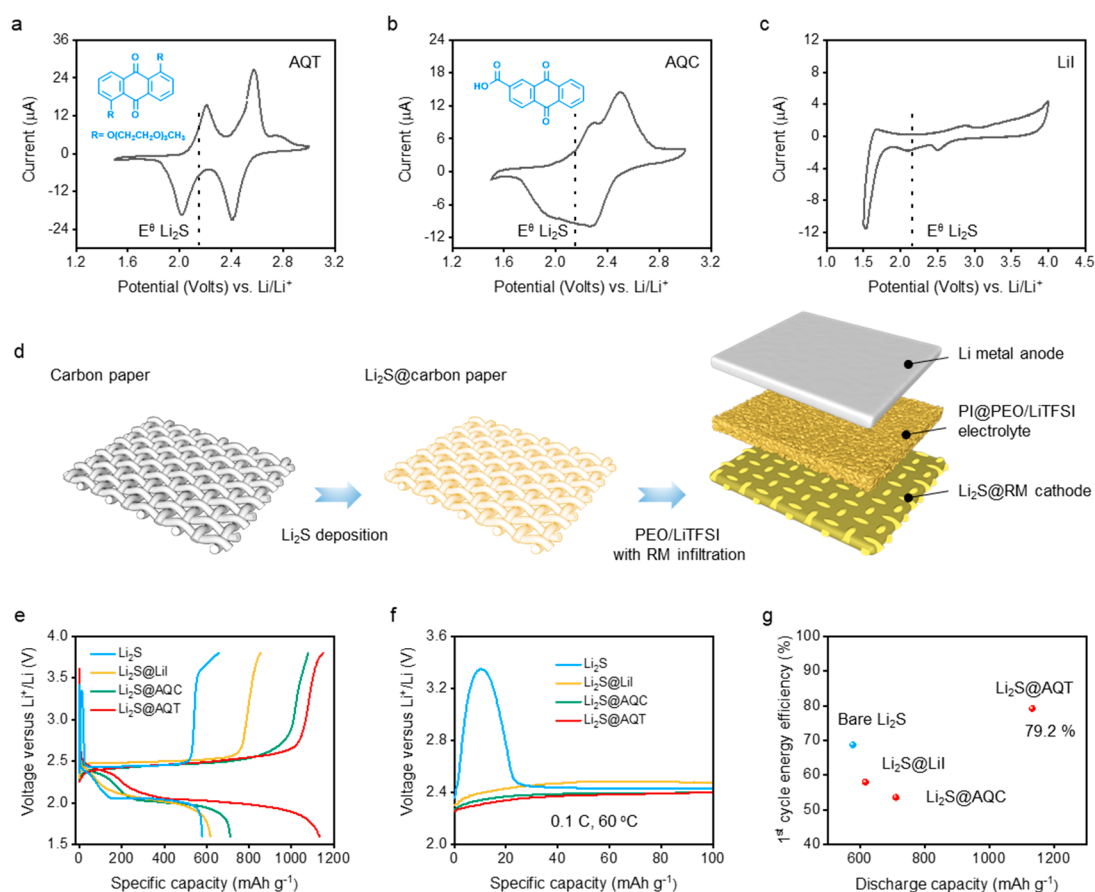 a
AQT
36
24
12
0
-12
-24
1.2
1.6
2.0
2.4
2.8
3.2
Current (μA)
Potential (Volts) vs. Li/Li⁺
O
R
R
O
R= O(CH₂CH₂O)₃CH₃
Eᶿ Li₂S
b
AQC
24
18
12
6
0
-6
-12
1.2
1.6
2.0
2.4
2.8
3.2
Current (μA)
Potential (Volts) vs. Li/Li⁺
O
HO
O
O
Eᶿ Li₂S
c
LiI
12
8
4
0
-4
-8
-12
1.0
1.5
2.0
2.5
3.0
3.5
4.0
4.5
Current (μA)
Potential (Volts) vs. Li/Li⁺
Eᶿ Li₂S
d
Carbon paper
Li₂S deposition
Li₂S@carbon paper
PEO/LiTFSI
with RM infiltration
Li metal anode
PI@PEO/LiTFSI
electrolyte
Li₂S@RM cathode
e
4.0
3.5
3.0
2.5
2.0
1.5
0
200
400
600
800
1000
1200
Voltage versus Li⁺/Li (V)
Specific capacity (mAh g⁻¹)
Li₂S
Li₂S@LiI
Li₂S@AQC
Li₂S@AQT
f
3.6
3.2
2.8
2.4
2.0
0
20
40
60
80
100
Voltage versus Li⁺/Li (V)
Specific capacity (mAh g⁻¹)
Li₂S
Li₂S@LiI
Li₂S@AQC
Li₂S@AQT
0.1 C, 60 °C
g
100
90
80
70
60
50
40
600
800
1000
1200
1ˢᵗ cycle energy efficiency (%)
Discharge capacity (mAh g⁻¹)
Li₂S@AQT
79.2 %
Bare Li₂S
Li₂S@LiI
Li₂S@AQC